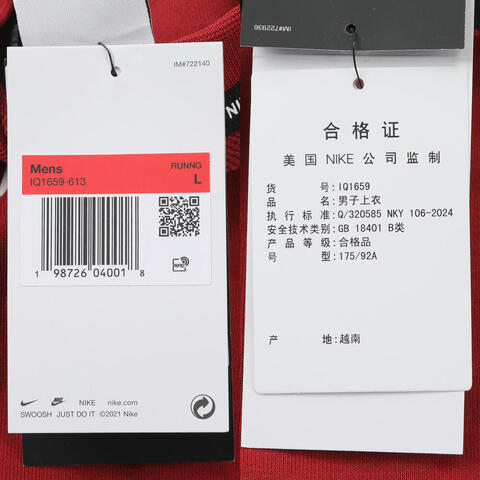 IM#722140
Mens
RUNNG
IQ1659-613
L
1 98726 04001 8
RFID
NIKE nike.com
SWOOSH JUST DO IT ©2021 Nike
NI
IM#722936
合格证
美国 NIKE 公司监制
货号:IQ1659
品名:男子上衣
执行标准:Q/320585 NKY 106-2024
安全技术类别:GB 18401 B类
产品等级:合格品
号型:175/92A
产地:越南